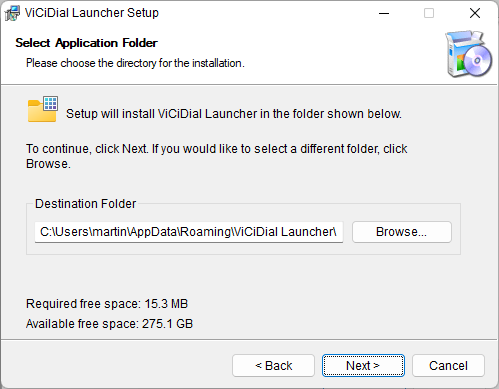 ViCiDial Launcher Setup
Select Application Folder
Please choose the directory for the installation.
Setup will install ViCiDial Launcher in the folder shown below.
To continue, click Next. If you would like to select a different folder, click
Browse.
Destination Folder
C:\Users\martin\AppData\Roaming\ViCiDial Launcher\
Browse...
Required free space: 15.3 MB
Available free space: 275.1 GB
< Back
Next >
Cancel